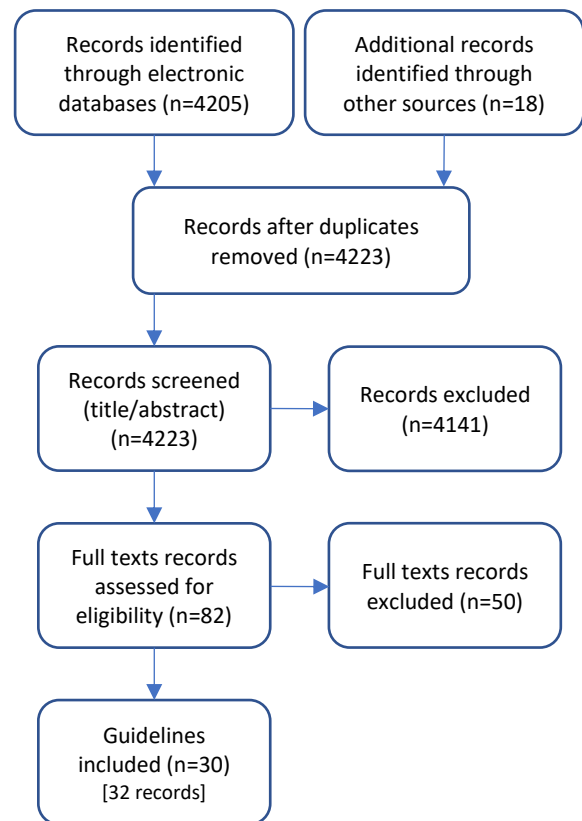 Records identified
through electronic
databases (n=4205)
Additional records
identified through
other sources (n=18)
Records after duplicates
removed (n=4223)
Records screened
(title/abstract)
(n=4223)
Records excluded
(n=4141)
Full texts records
assessed for
eligibility (n=82)
Full texts records
excluded (n=50)
Guidelines
included (n=30)
[32 records]